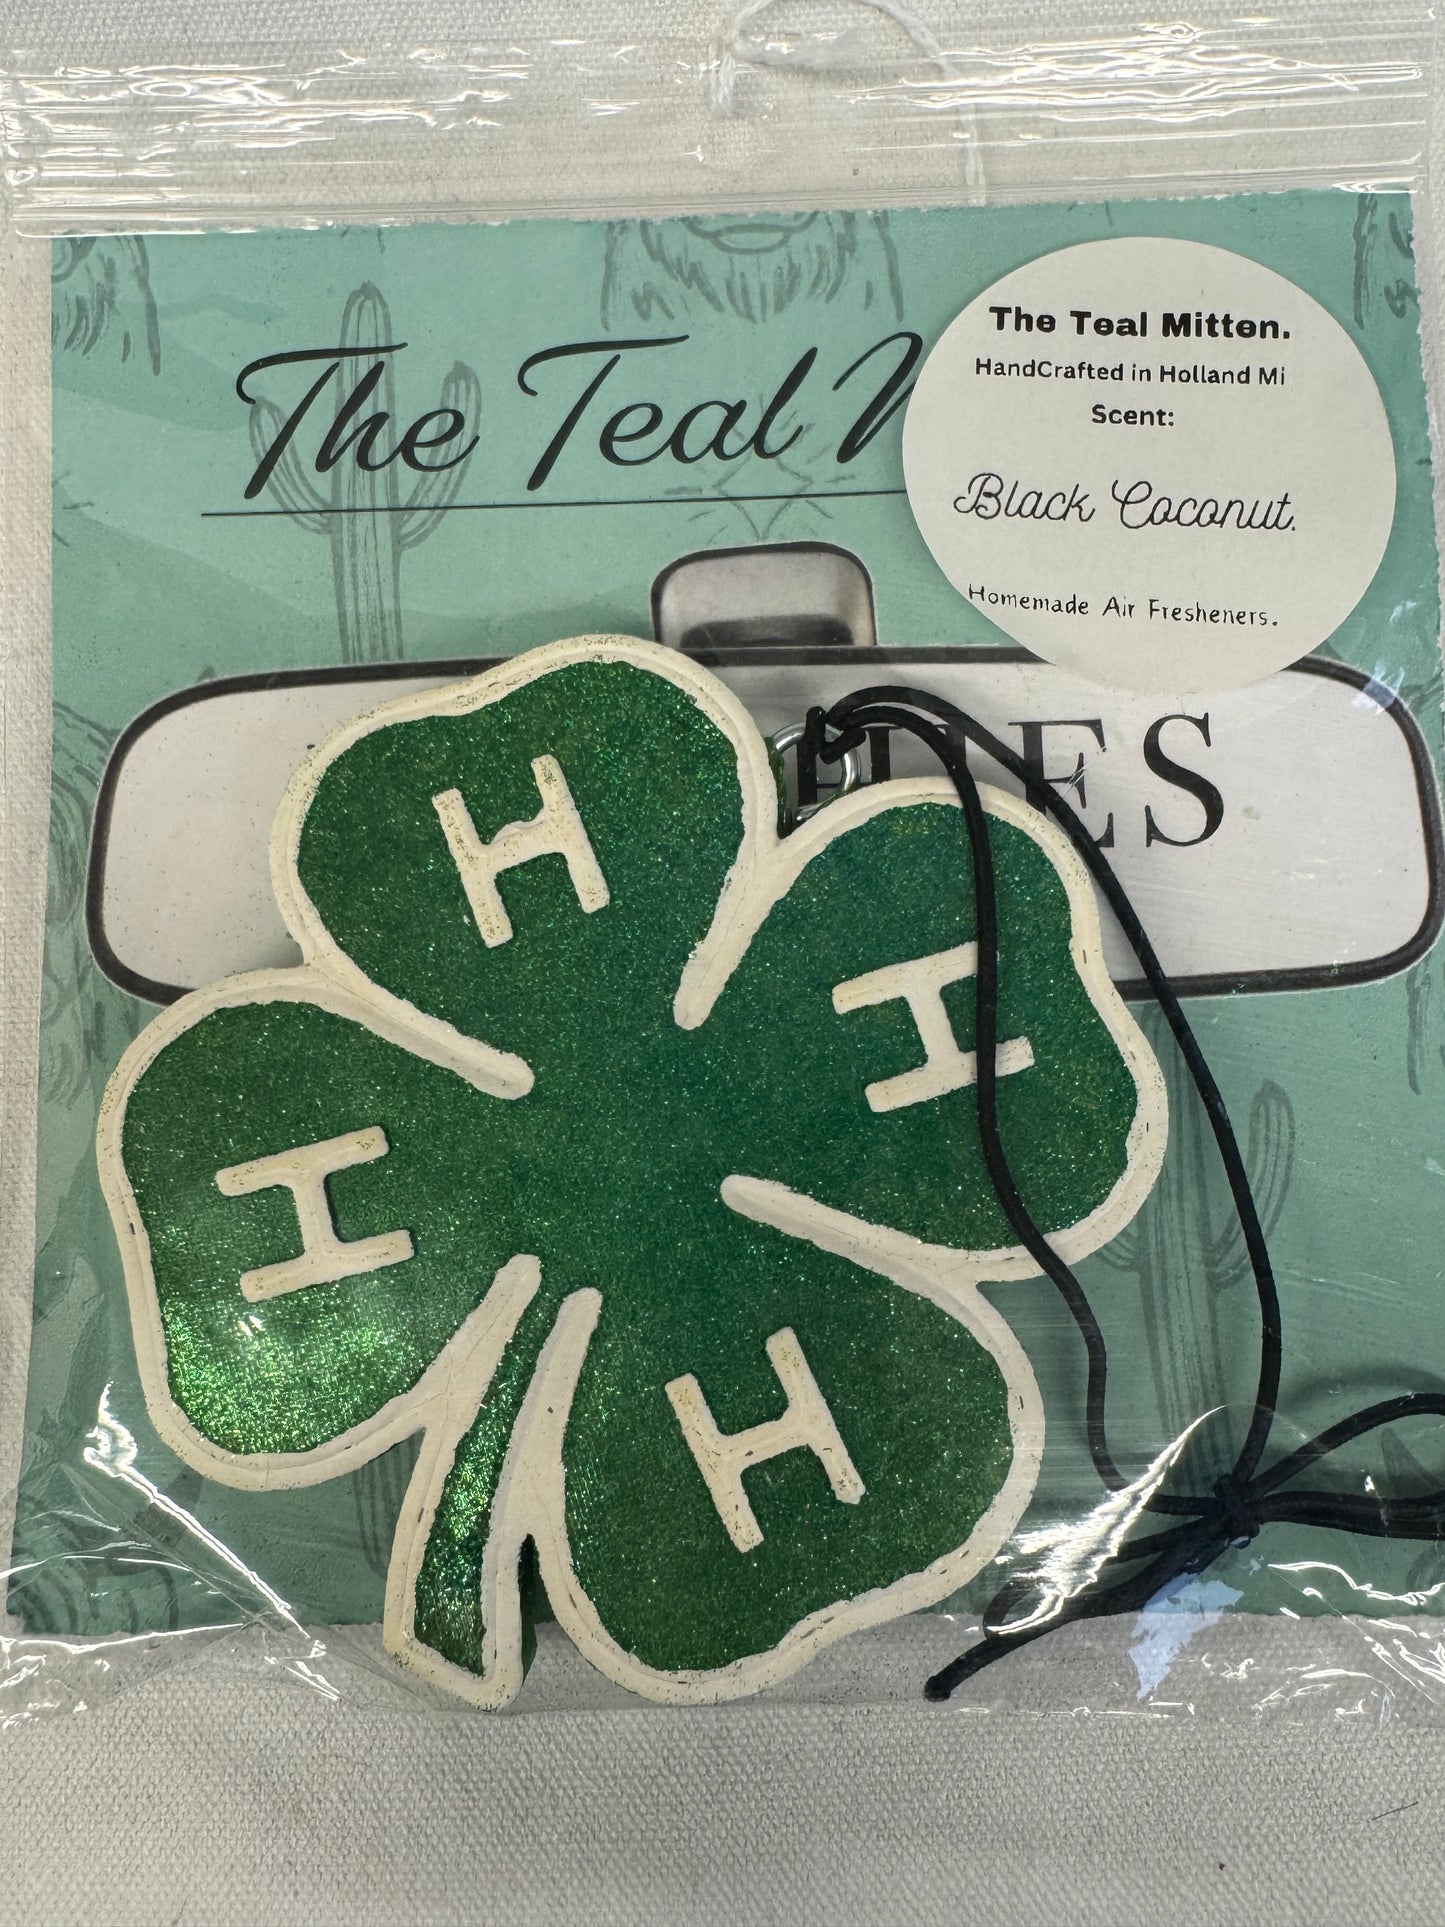 The Teal
The Teal Mitten.
HandCrafted in Holland Mi
Scent:
Black Coconut.
Homemade Air Fresheners.
H
H
H
H